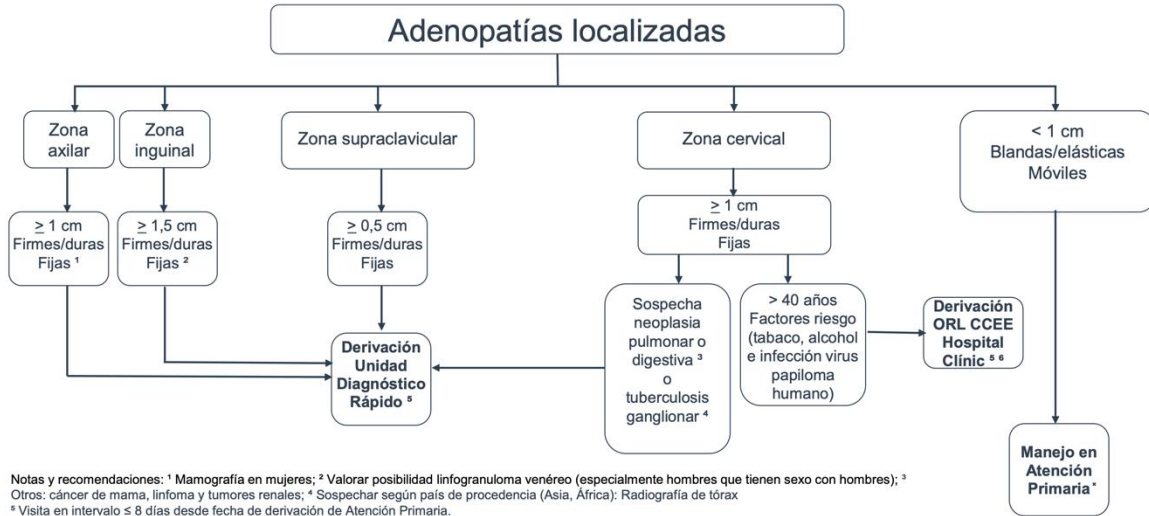 Adenopatías localizadas
Zona
axilar
Zona
inguinal
Zona supraclavicular
Zona cervical
< 1 cm
Blandas/elásticas
Móviles
≥ 1 cm
Firmes/duras
Fijas ¹
≥ 1,5 cm
Firmes/duras
Fijas ²
≥ 0,5 cm
Firmes/duras
Fijas
≥ 1 cm
Firmes/duras
Fijas
Sospecha
neoplasia
pulmonar o
digestiva ³
o
tuberculosis
ganglionar ⁴
> 40 años
Factores riesgo
(tabaco, alcohol
e infección virus
papiloma
humano)
Derivación
ORL CCEE
Hospital
Clínic ⁵ ⁶
Derivación
Unidad
Diagnóstico
Rápido ⁵
Manejo en
Atención
Primaria*
Notas y recomendaciones: ¹ Mamografía en mujeres; ² Valorar posibilidad linfogranuloma venéreo (especialmente hombres que tienen sexo con hombres); ³
Otros: cáncer de mama, linfoma y tumores renales; ⁴ Sospechar según país de procedencia (Asia, África): Radiografía de tórax
⁵ Visita en intervalo ≤ 8 días desde fecha de derivación de Atención Primaria.